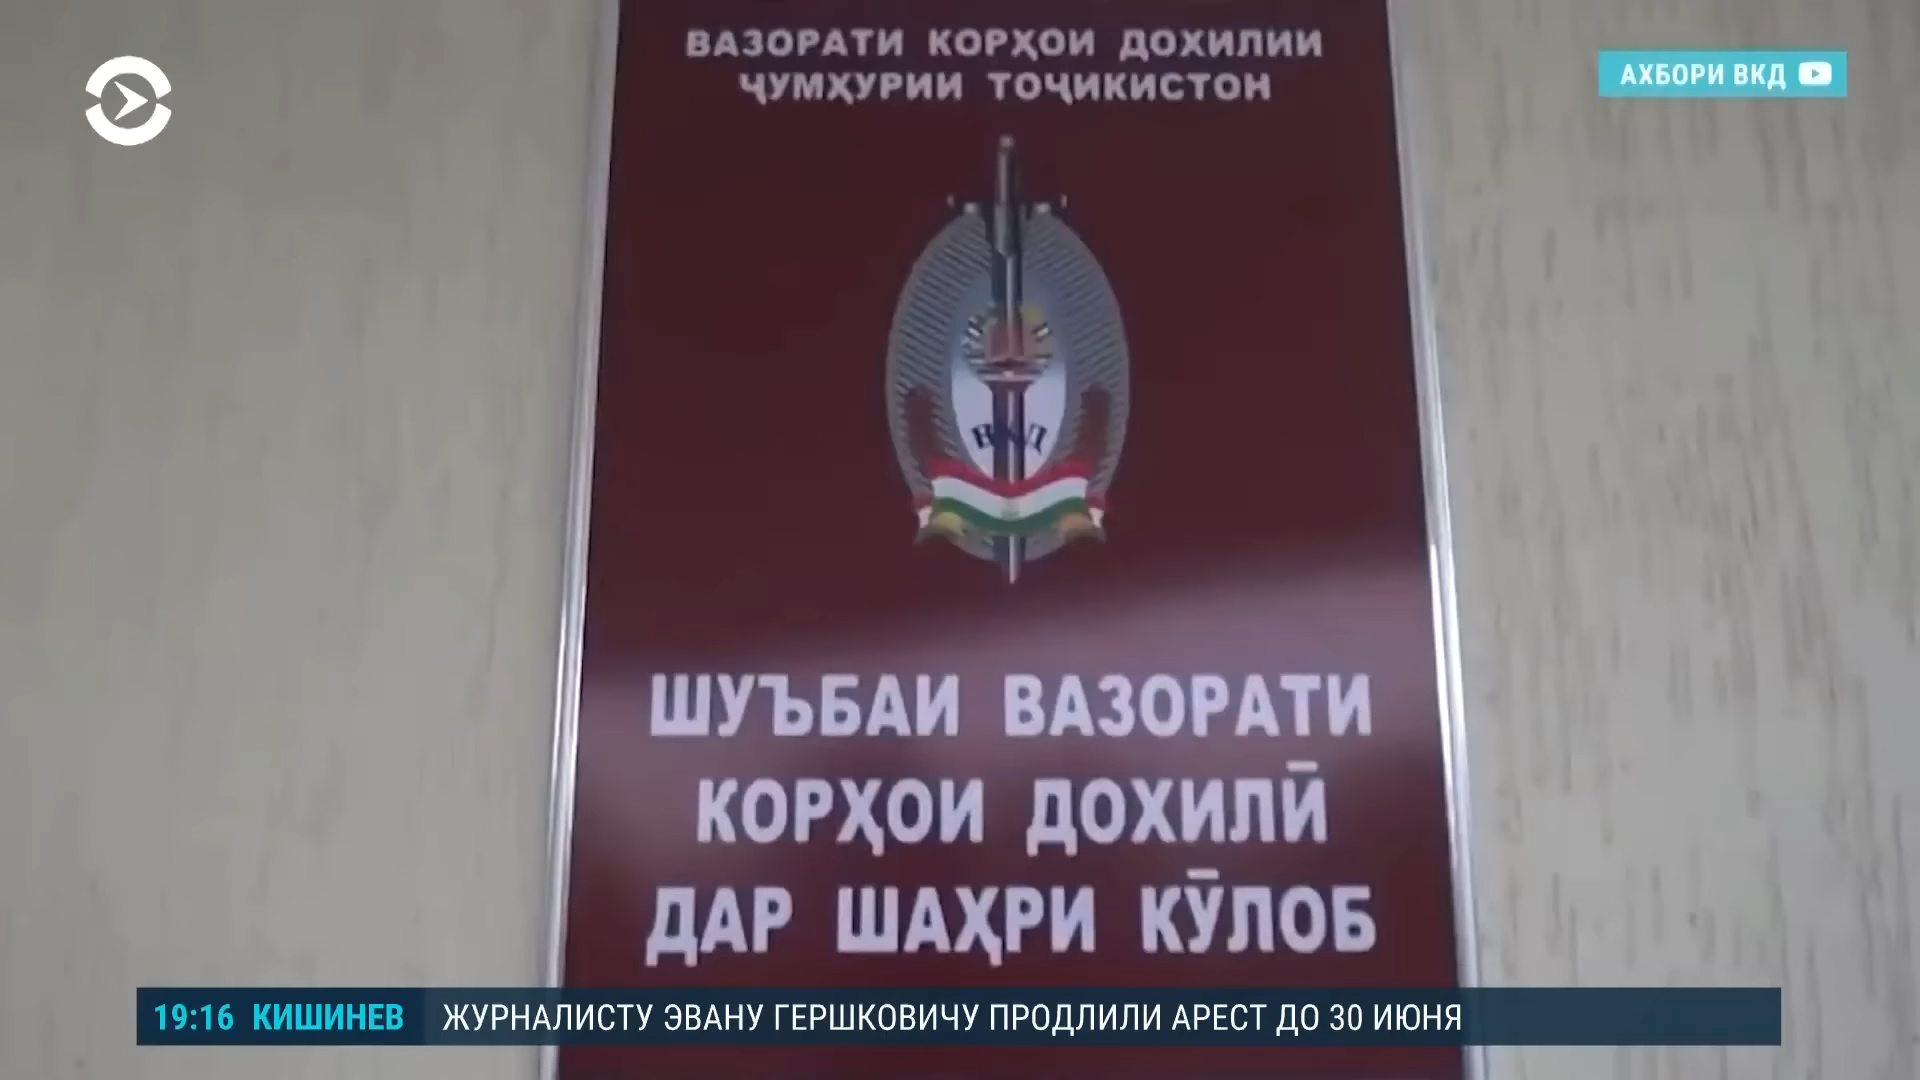 ВАЗОРАТИ КОРҲОИ ДОХИЛИИ
ҶУМҲУРИИ ТОҶИКИСТОН
АХБОРИ ВКД
ВКД
ШУЪБАИ ВАЗОРАТИ
КОРҲОИ ДОХИЛӢ
ДАР ШАҲРИ КӮЛОБ
19:16 КИШИНЕВ ЖУРНАЛИСТУ ЭВАНУ ГЕРШКОВИЧУ ПРОДЛИЛИ АРЕСТ ДО 30 ИЮНЯ